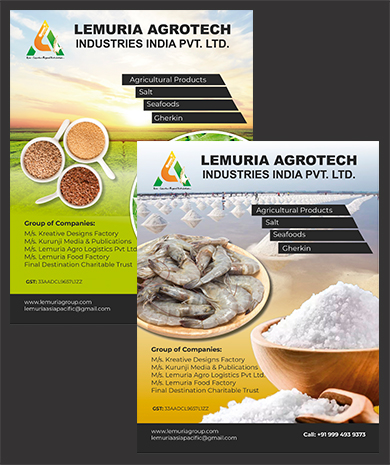 LEMURIA AGROTECH
INDUSTRIES INDIA PVT. LTD.
Agricultural Products
Salt
Seafoods
Gherkin
Group of Companies:
M/s. Kreative Designs Factory
M/s. Kurunji Media & Publications
M/s. Lemuria Agro Logistics Pvt Ltd
M/s. Lemuria Food Factory
Final Destination Charitable Trust
GST: 33AADCL9617L1ZZ
www.lemuriagroup.com
lemuriaasiapacific@gmail.com
LEMURIA AGROTECH
INDUSTRIES INDIA PVT. LTD.
Agricultural Products
Salt
Seafoods
Gherkin
Group of Companies:
M/s. Kreative Designs Factory
M/s. Kurunji Media & Publications
M/s. Lemuria Agro Logistics Pvt Ltd.
M/s. Lemuria Food Factory
Final Destination Charitable Trust
GST: 33AADCL9617L1ZZ
www.lemuriagroup.com
lemuriaasiapacific@gmail.com
Call: +91 999 493 9373